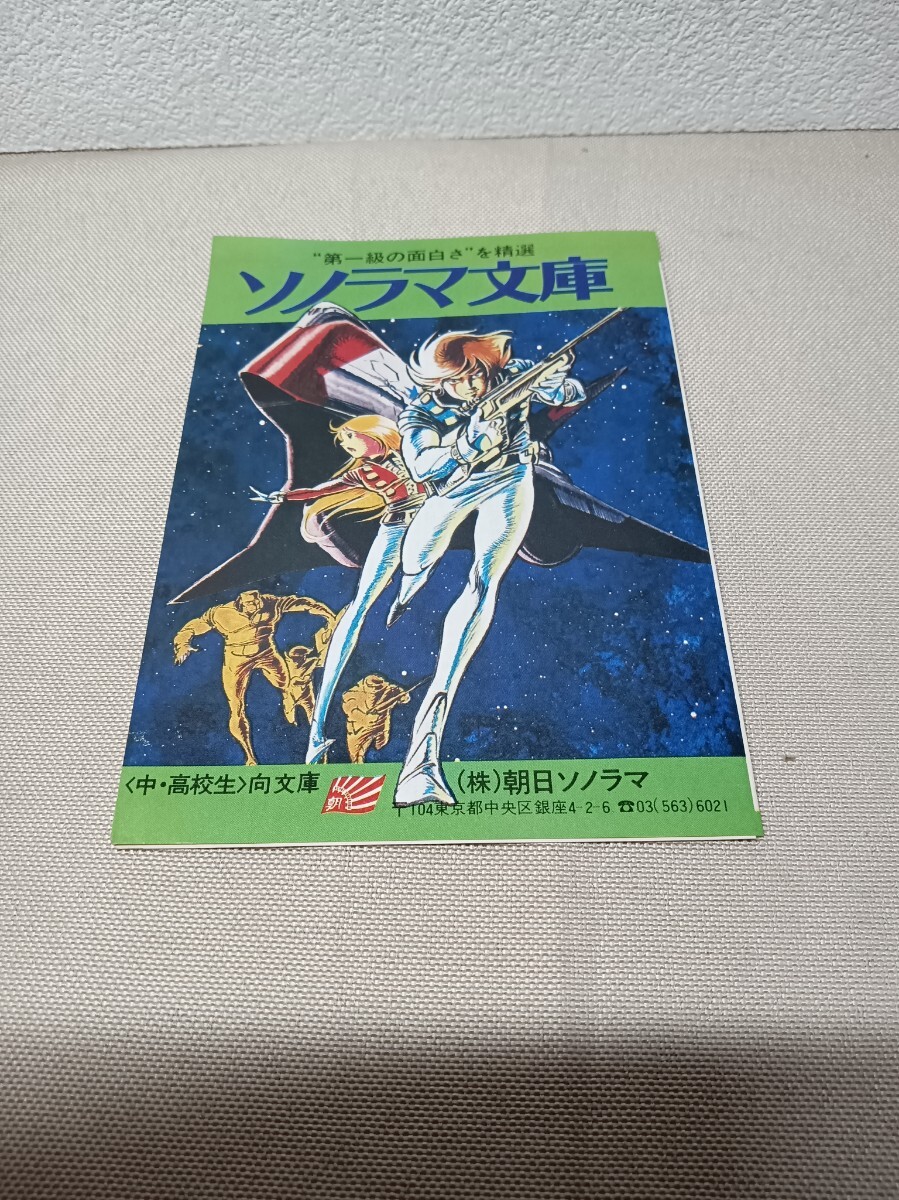 “第一級の面白さ”を精選
ソノラマ文庫
〈中・高校生〉向文庫
朝
(株)朝日ソノラマ
〒104東京都中央区銀座4-2-6 ☎03(563)6021